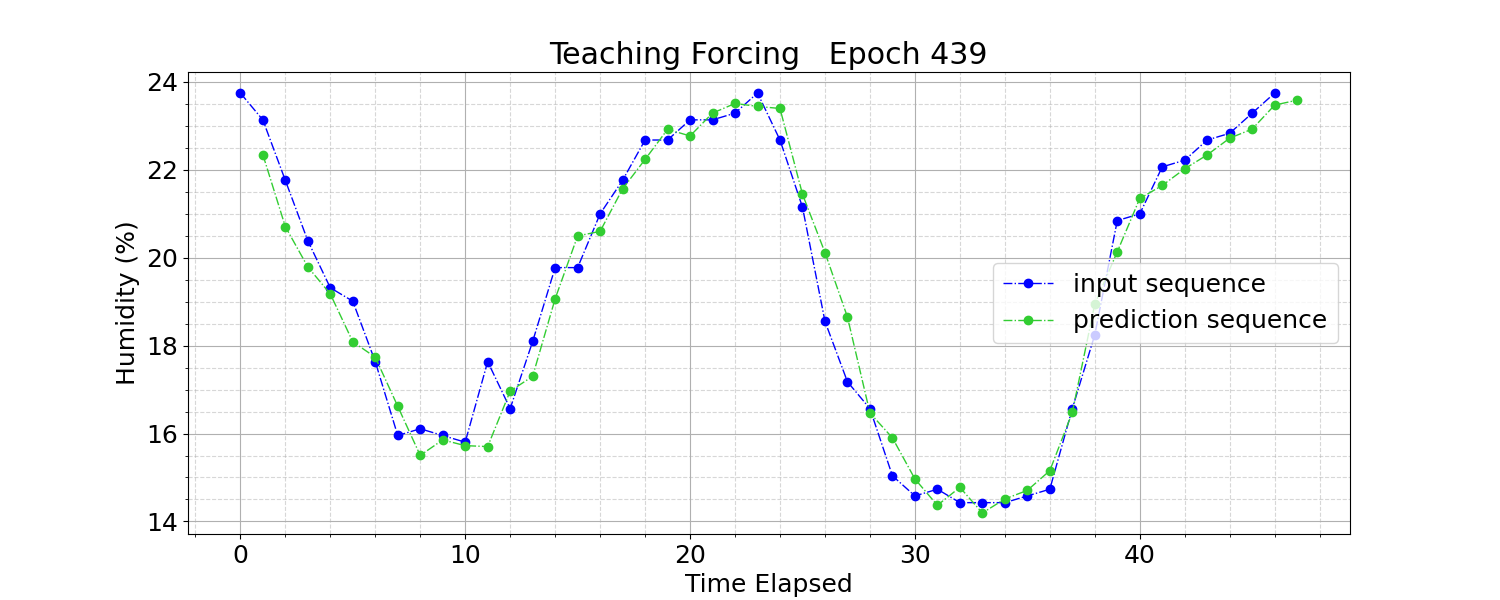 Teaching Forcing   Epoch 439
Humidity (%)
24
22
20
18
16
14
input sequence
prediction sequence
0 10 20 30 40
Time Elapsed